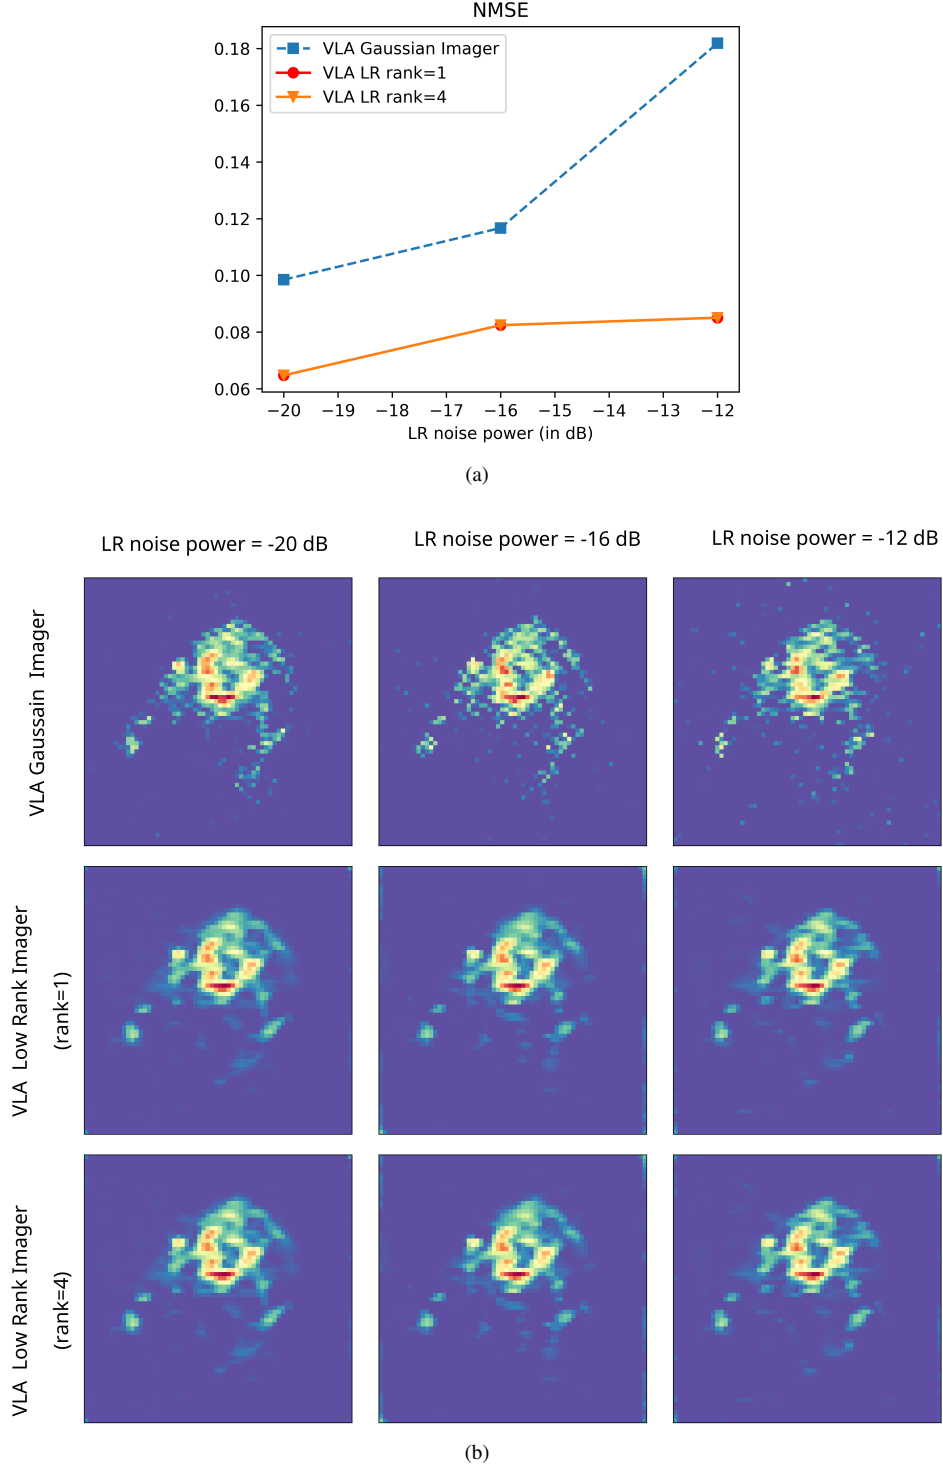 NMSE
VLA Gaussian Imager
VLA LR rank=1
VLA LR rank=4
0.18
0.16
0.14
0.12
0.10
0.08
0.06
−20 −19 −18 −17 −16 −15 −14 −13 −12
LR noise power (in dB)
(a)
LR noise power = -20 dB LR noise power = -16 dB LR noise power = -12 dB
VLA Gaussain Imager
VLA Low Rank Imager
(rank=1)
VLA Low Rank Imager
(rank=4)
(b)